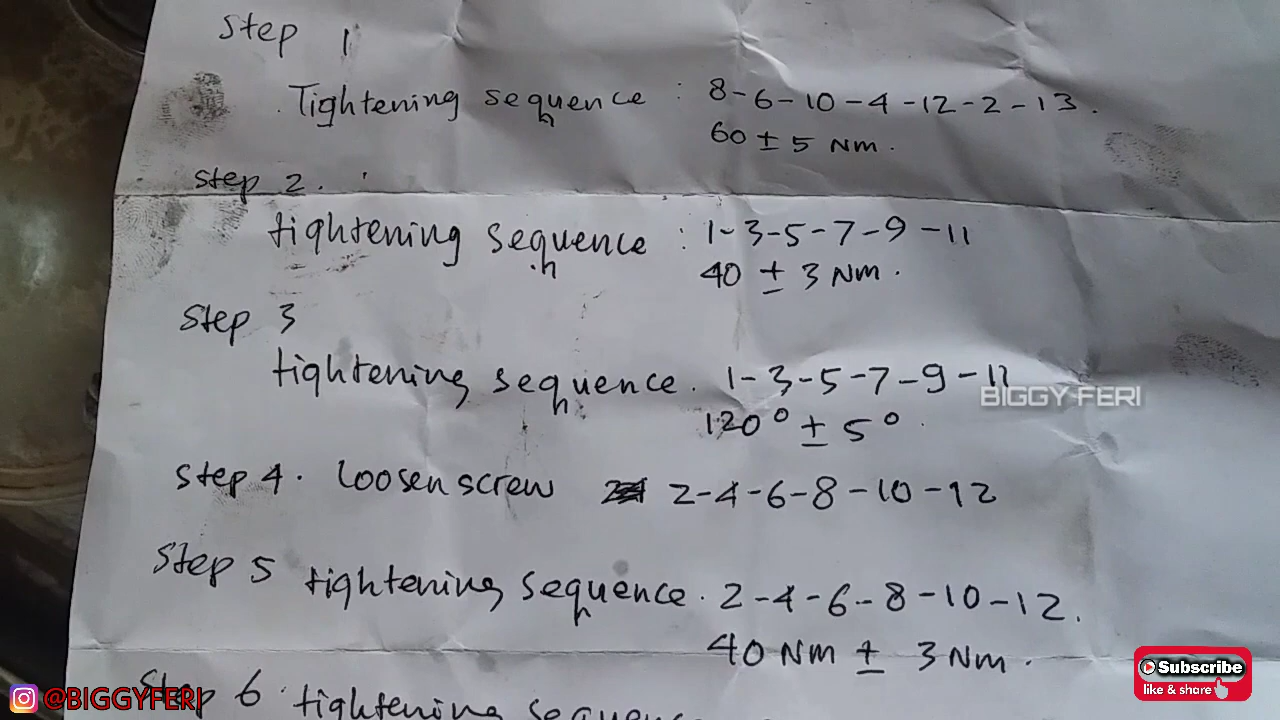 Step 1
Tightening sequence : 8-6-10-4-12-2-13.
60 ± 5 Nm.
Step 2.
tightening sequence : 1-3-5-7-9-11
40 ± 3 Nm.
Step 3
tightening sequence. 1-3-5-7-9-11
BIGGY FERI
120° ± 5°
Step 4. Loosen screw 2-4-6-8-10-12
Step 5 tightening sequence. 2-4-6-8-10-12.
40 Nm ± 3 Nm.
Subscribe
like & share
@BIGGYFERI
Step 6. tightening sequence